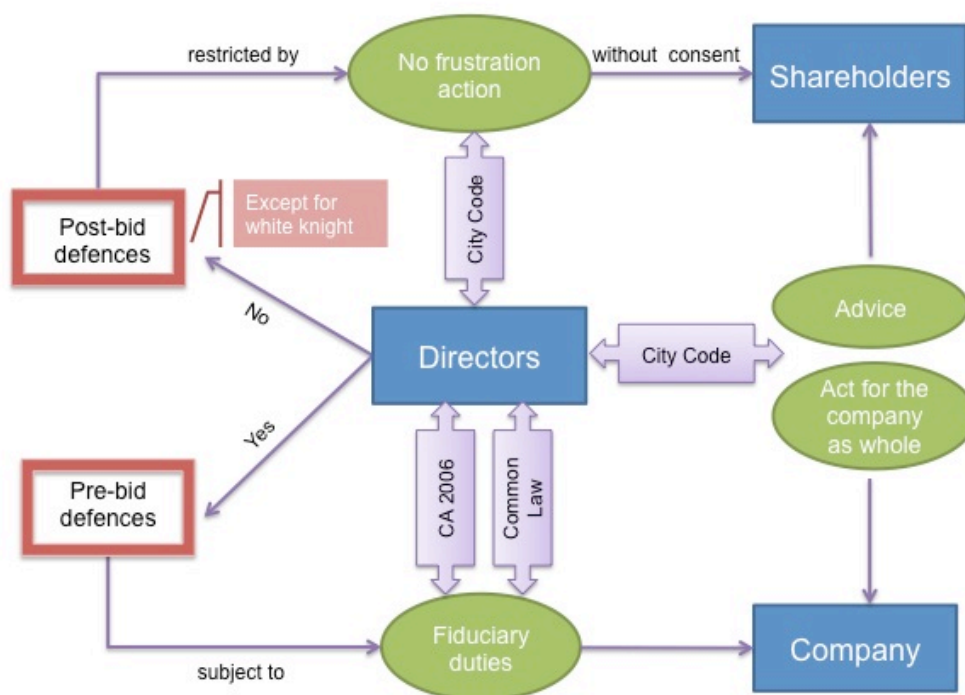 restricted by
No frustration
action
without consent
Shareholders
Post-bid
defences
Except for
white knight
City Code
No
Directors
City Code
Advice
Act for the
company
as whole
Yes
Pre-bid
defences
CA 2006
Common
Law
subject to
Fiduciary
duties
Company